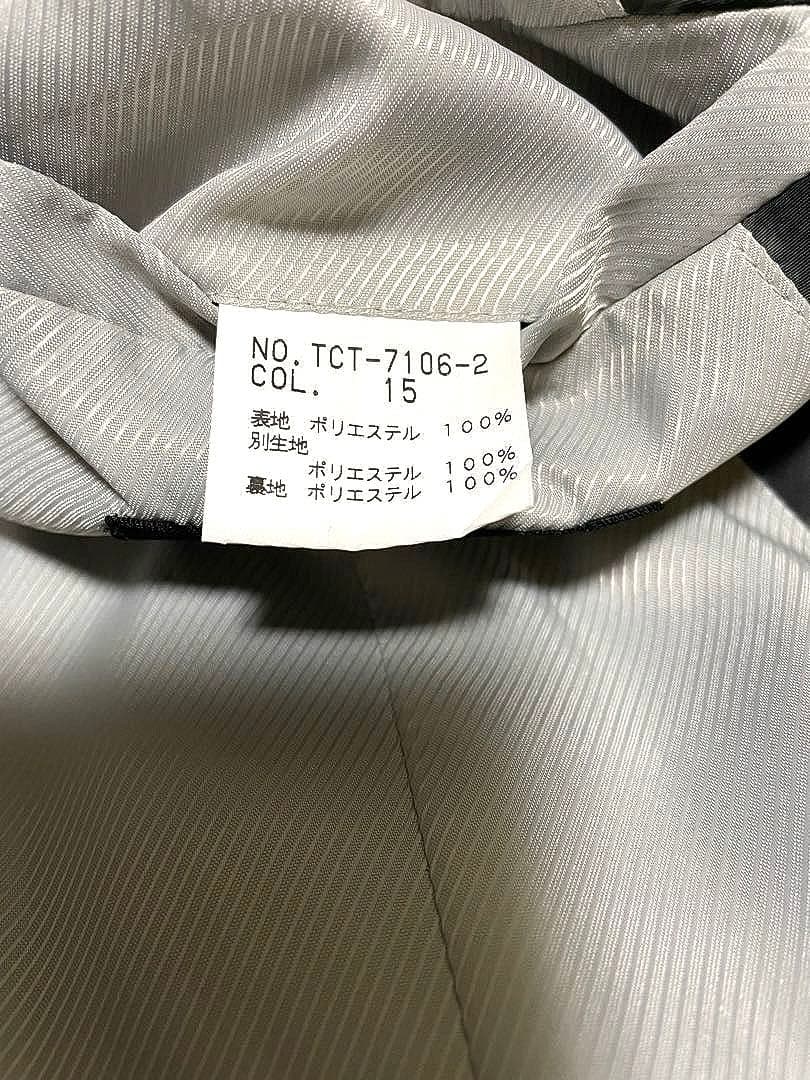 NO. TCT-7106-2
COL. 15
表地 ポリエステル 100%
別生地
ポリエステル 100%
裏地 ポリエステル 100%